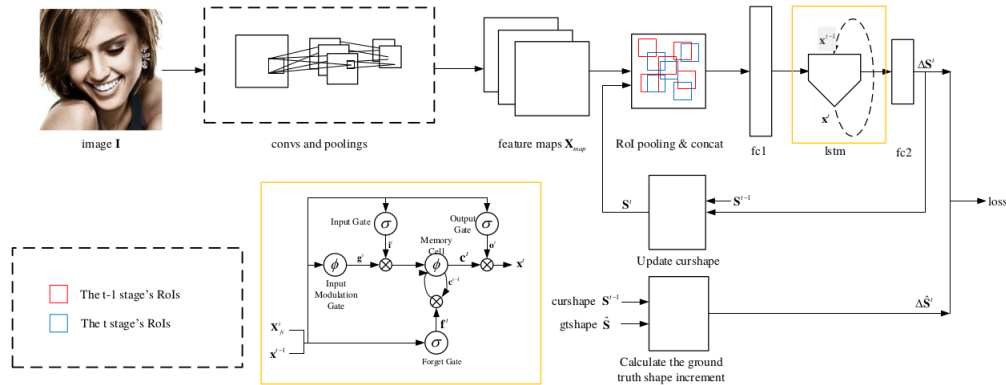 image I
convs and poolings
feature maps X_map
RoI pooling & concat
fc1
x^{t-1}
x^t
lstm
fc2
ΔS^t
loss
S^t
S^{t-1}
Update curshape
curshape S^{t-1}
gtshape Ŝ
ΔŜ^t
Calculate the ground
truth shape increment
Input Gate
σ
i^t
Output
Gate
σ
o^t
ϕ
g^t
Input
Modulation
Gate
Memory
Cell
ϕ
c^t
c^{t-1}
x^t
f^t
σ
Forget Gate
X^t_fc
x^{t-1}
The t-1 stage's RoIs
The t stage's RoIs